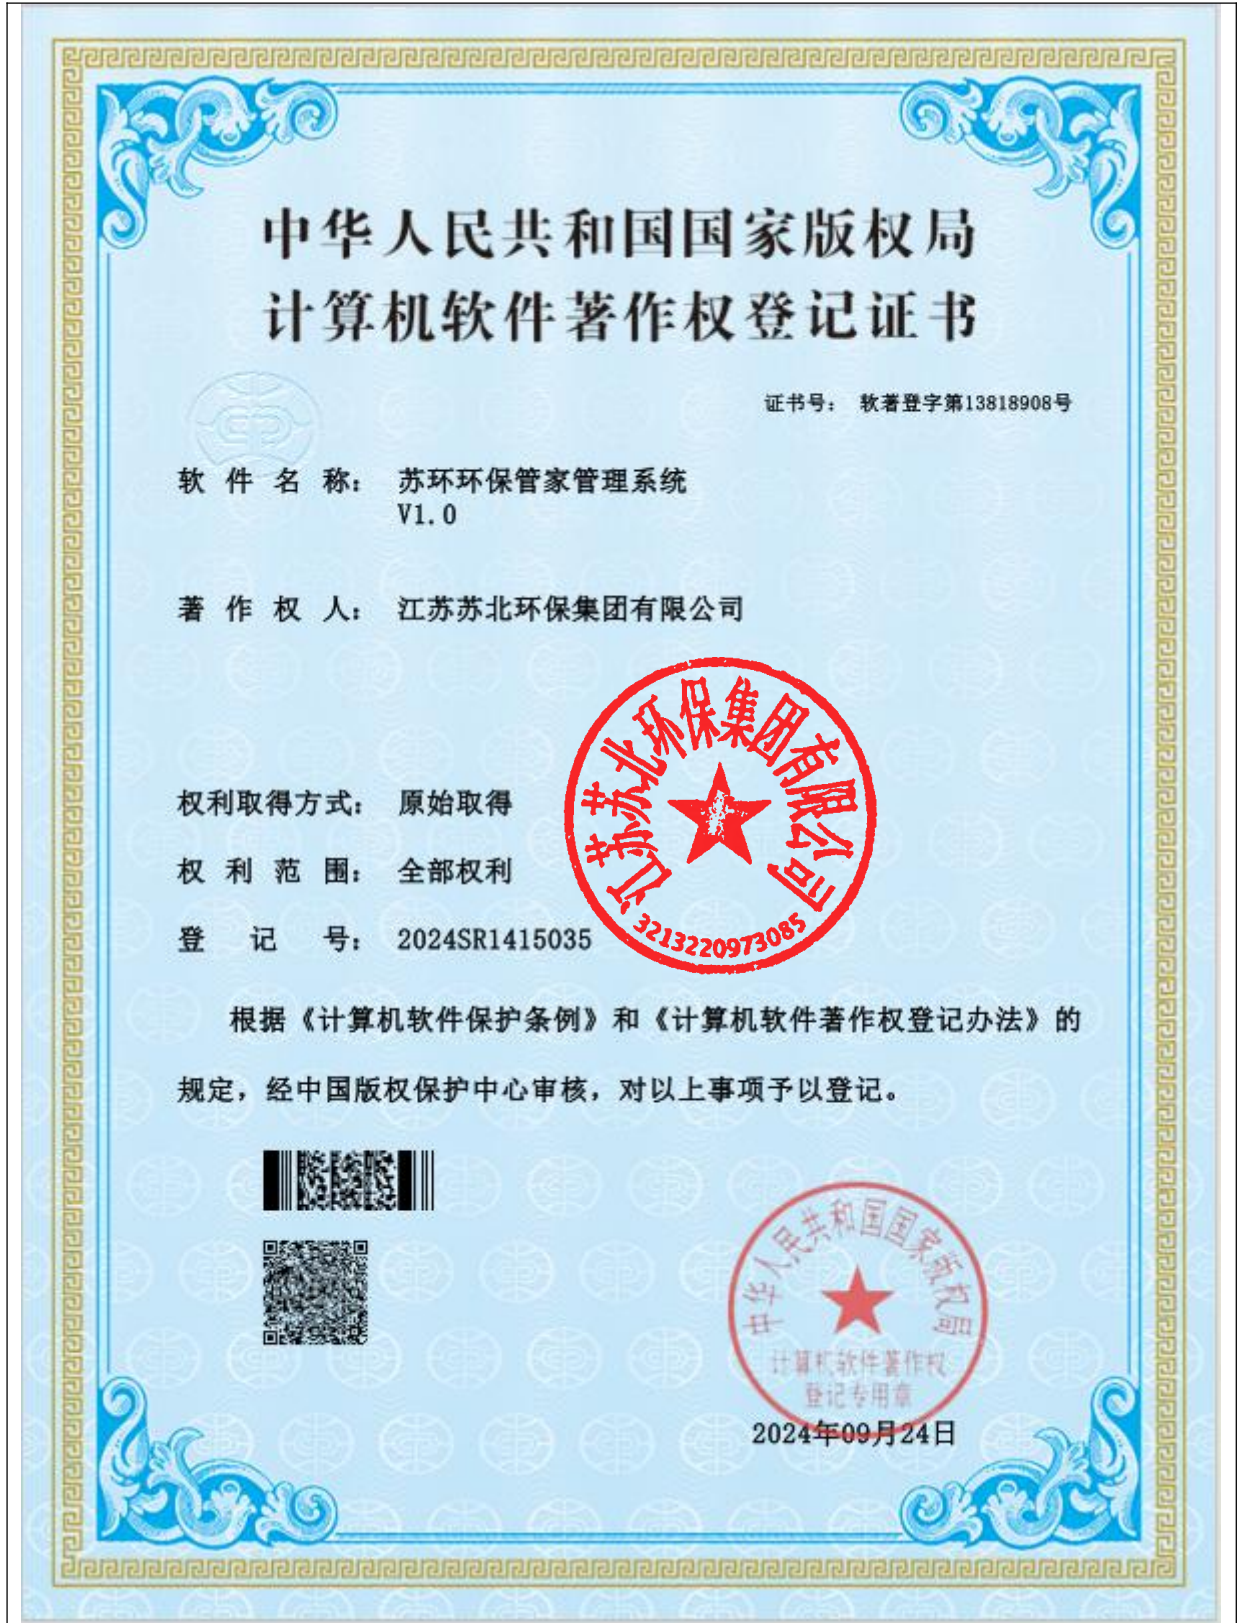 中华人民共和国国家版权局
计算机软件著作权登记证书
证书号： 软著登字第13818908号
软件名称： 苏环环保管家管理系统
V1.0
著作权人： 江苏苏北环保集团有限公司
权利取得方式： 原始取得
权利范围： 全部权利
登记号： 2024SR1415035
江苏苏北环保集团有限公司
3213220973085
根据《计算机软件保护条例》和《计算机软件著作权登记办法》的
规定，经中国版权保护中心审核，对以上事项予以登记。
中华人民共和国国家版权局
计算机软件著作权
登记专用章
2024年09月24日